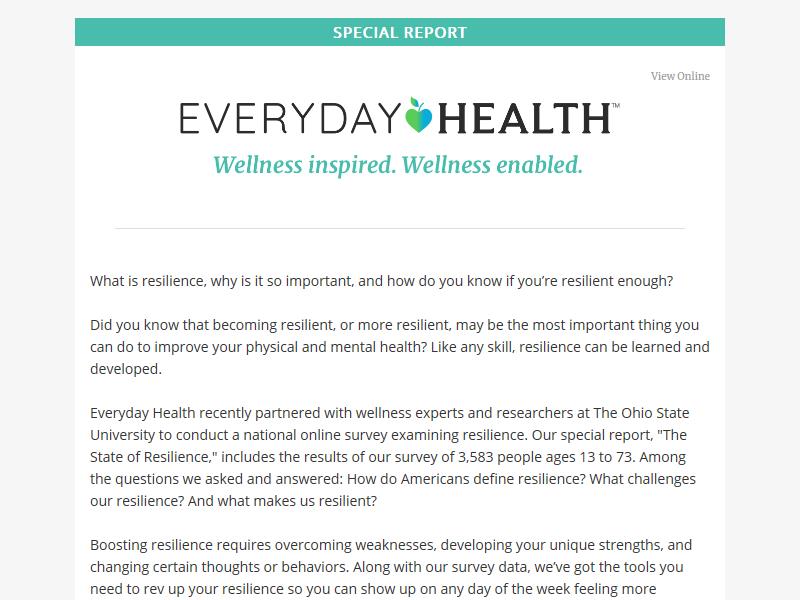 SPECIAL REPORT
View Online
EVERYDAY HEALTH™
Wellness inspired. Wellness enabled.
What is resilience, why is it so important, and how do you know if you’re resilient enough?
Did you know that becoming resilient, or more resilient, may be the most important thing you
can do to improve your physical and mental health? Like any skill, resilience can be learned and
developed.
Everyday Health recently partnered with wellness experts and researchers at The Ohio State
University to conduct a national online survey examining resilience. Our special report, "The
State of Resilience," includes the results of our survey of 3,583 people ages 13 to 73. Among
the questions we asked and answered: How do Americans define resilience? What challenges
our resilience? And what makes us resilient?
Boosting resilience requires overcoming weaknesses, developing your unique strengths, and
changing certain thoughts or behaviors. Along with our survey data, we’ve got the tools you
need to rev up your resilience so you can show up on any day of the week feeling more